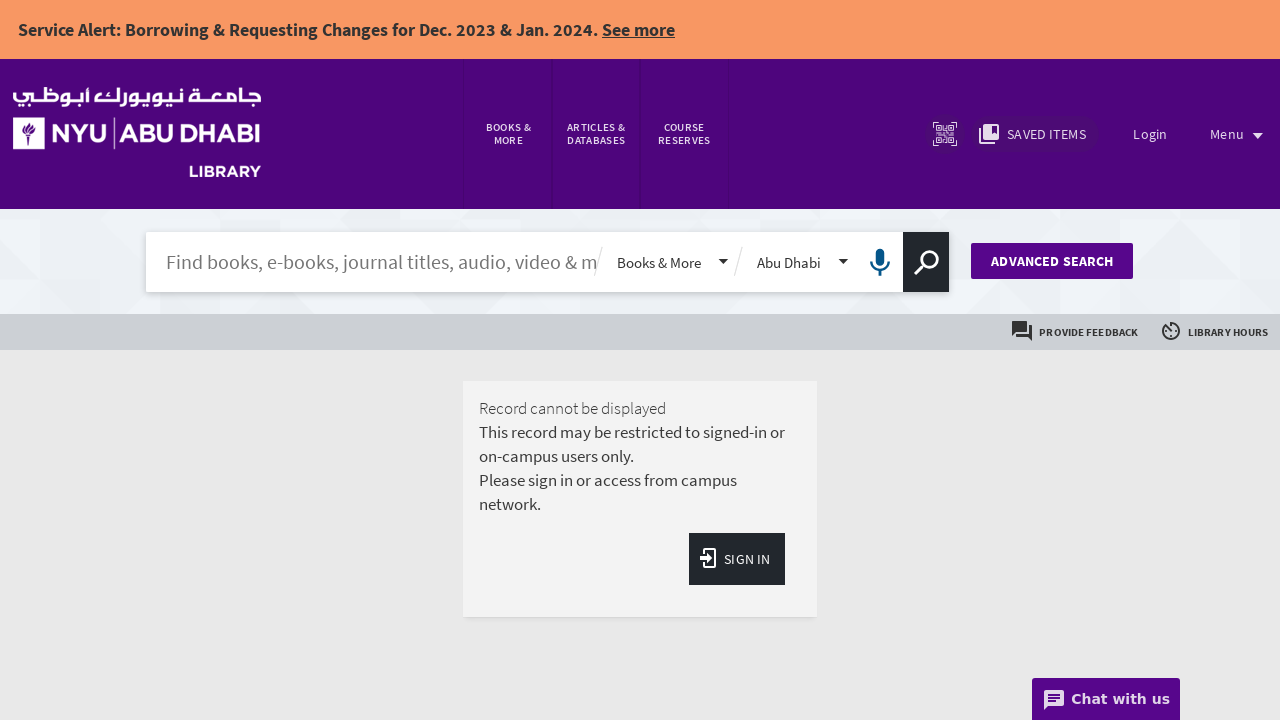 Service Alert: Borrowing & Requesting Changes for Dec. 2023 & Jan. 2024. See more
جامعة نيويورك أبوظبي
NYU ABU DHABI
LIBRARY
BOOKS &
MORE
ARTICLES &
DATABASES
COURSE
RESERVES
SAVED ITEMS
Login
Menu
Find books, e-books, journal titles, audio, video & m
Books & More
Abu Dhabi
ADVANCED SEARCH
PROVIDE FEEDBACK
LIBRARY HOURS
Record cannot be displayed
This record may be restricted to signed-in or
on-campus users only.
Please sign in or access from campus
network.
SIGN IN
Chat with us